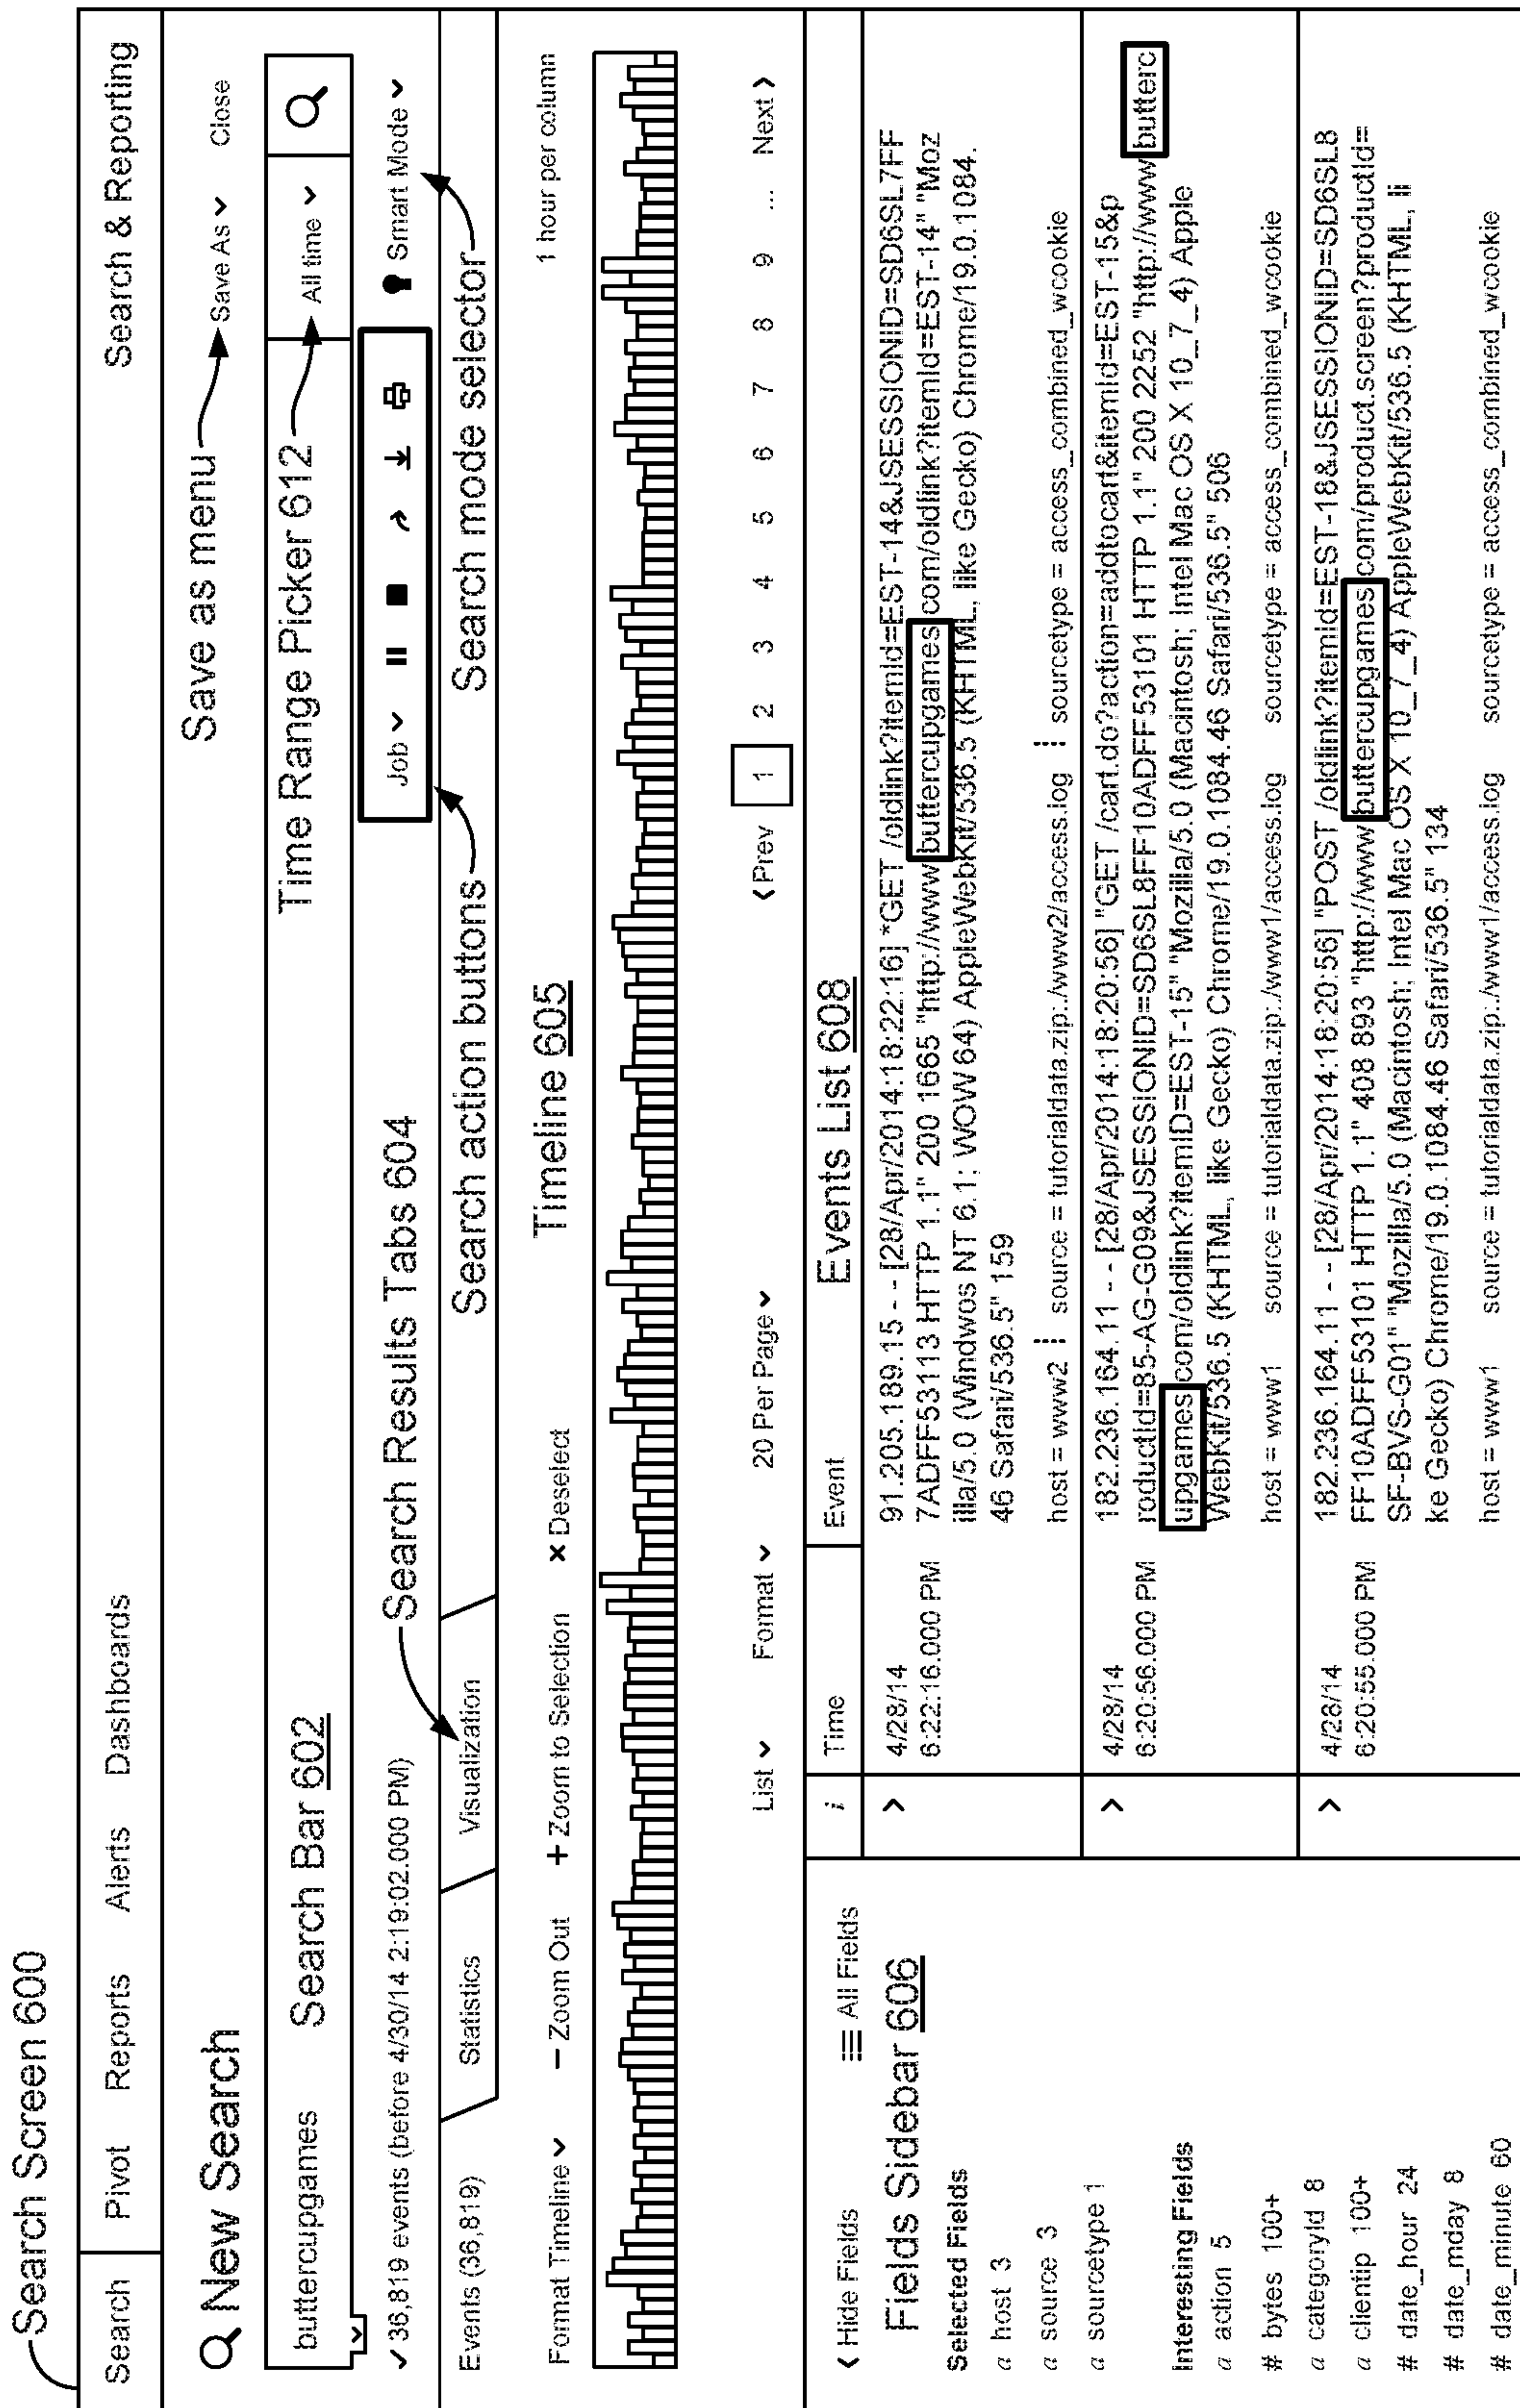 Search Screen 600
Search Pivot Reports Alerts Dashboards Search & Reporting
New Search
Save as menu
Save As Close
buttercupgames Search Bar 602 Time Range Picker 612 All time
36,819 events (before 4/30/14 2:19:02.000 PM)
Search Results Tabs 604
Job Smart Mode
Events (36,819) Statistics Visualization
Search action buttons Search mode selector
Format Timeline — Zoom Out + Zoom to Selection × Deselect
Timeline 605
1 hour per column
List Format 20 Per Page
< Prev 1 2 3 4 5 6 7 8 9 ... Next >
< Hide Fields All Fields
Fields Sidebar 606
Selected Fields
a host 3
a source 3
a sourcetype 1
Interesting Fields
a action 5
# bytes 100+
a categoryId 8
a clientip 100+
# date_hour 24
# date_mday 8
# date_minute 60
i Time Event
Events List 608
> 4/28/14
6:22:16.000 PM
91.205.189.15 - - [28/Apr/2014:18:22:16] "GET /oldlink?itemId=EST-14&JSESSIONID=SD6SL7FF
7ADFF53113 HTTP 1.1" 200 1665 "http://www.buttercupgames.com/oldlink?itemId=EST-14" "Moz
illa/5.0 (Windwos NT 6.1; WOW 64) AppleWebKit/536.5 (KHTML, like Gecko) Chrome/19.0.1084.
46 Safari/536.5" 159
host = www2 ⋮ source = tutorialdata.zip:./www2/access.log ⋮ sourcetype = access_combined_wcookie
> 4/28/14
6:20:56.000 PM
182.236.164.11 - - [28/Apr/2014:18:20:56] "GET /cart.do?action=addtocart&itemId=EST-15&p
roductId=85-AG-G09&JSESSIONID=SD6SL8FF10ADFF53101 HTTP 1.1" 200 2252 "http://www.butterc
upgames.com/oldlink?itemID=EST-15" "Mozilla/5.0 (Macintosh; Intel Mac OS X 10_7_4) Apple
WebKit/536.5 (KHTML, like Gecko) Chrome/19.0.1084.46 Safari/536.5" 506
host = www1 source = tutorialdata.zip:./www1/access.log sourcetype = access_combined_wcookie
> 4/28/14
6:20:55.000 PM
182.236.164.11 - - [28/Apr/2014:18:20:56] "POST /oldlink?itemId=EST-18&JSESSIONID=SD6SL8
FF10ADFF53101 HTTP 1.1" 408 893 "http://www.buttercupgames.com/product.screen?productId=
SF-BVS-G01" "Mozilla/5.0 (Macintosh; Intel Mac OS X 10_7_4) AppleWebKit/536.5 (KHTML, li
ke Gecko) Chrome/19.0.1084.46 Safari/536.5" 134
host = www1 source = tutorialdata.zip:./www1/access.log sourcetype = access_combined_wcookie